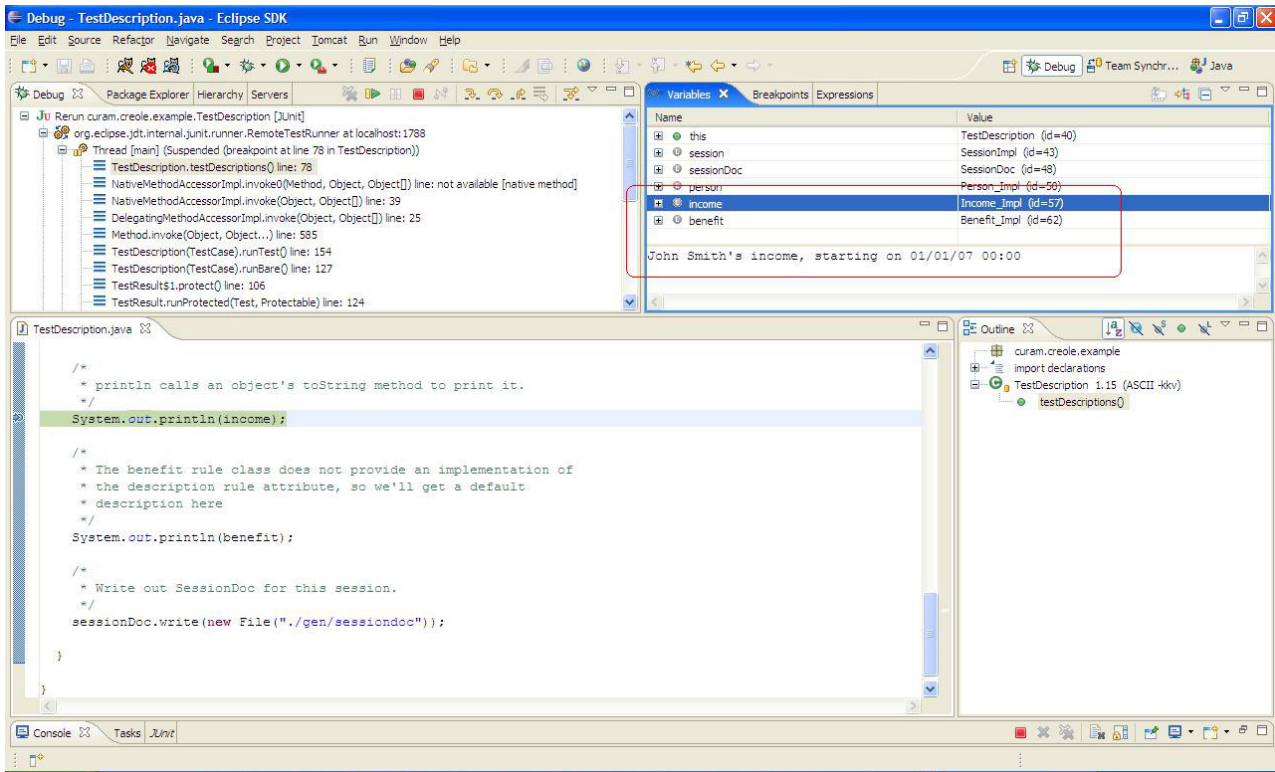 Debug - TestDescription.java - Eclipse SDK
File Edit Source Refactor Navigate Search Project Tomcat Run Window Help
Debug Team Synchr... Java
Debug Package Explorer Hierarchy Servers
Rerun curam.creole.example.TestDescription [JUnit]
org.eclipse.jdt.internal.junit.runner.RemoteTestRunner at localhost:1788
Thread [main] (Suspended (breakpoint at line 78 in TestDescription))
TestDescription.testDescriptions() line: 78
NativeMethodAccessorImpl.invoke0(Method, Object, Object[]) line: not available [native method]
NativeMethodAccessorImpl.invoke(Object, Object[]) line: 39
DelegatingMethodAccessorImpl.invoke(Object, Object[]) line: 25
Method.invoke(Object, Object...) line: 585
TestDescription(TestCase).runTest() line: 154
TestDescription(TestCase).runBare() line: 127
TestResult$1.protect() line: 106
TestResult.runProtected(Test, Protectable) line: 124
Variables Breakpoints Expressions
Name Value
this TestDescription (id=40)
session SessionImpl (id=43)
sessionDoc SessionDoc (id=48)
person Person_Impl (id=50)
income Income_Impl (id=57)
benefit Benefit_Impl (id=62)
John Smith's income, starting on 01/01/07 00:00
TestDescription.java
/*
* println calls an object's toString method to print it.
*/
System.out.println(income);
/*
* The benefit rule class does not provide an implementation of
* the description rule attribute, so we'll get a default
* description here
*/
System.out.println(benefit);
/*
* Write out SessionDoc for this session.
*/
sessionDoc.write(new File("./gen/sessiondoc"));
}
}
Outline
curam.creole.example
import declarations
TestDescription 1.15 (ASCII -kkv)
testDescriptions()
Console Tasks JUnit